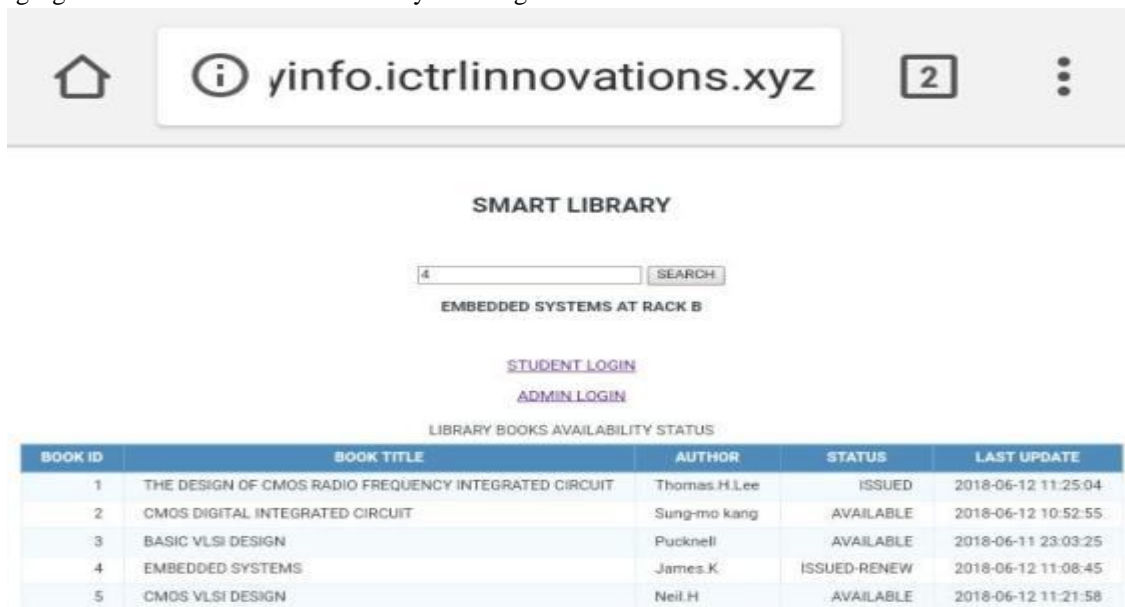 yinfo.ictrlinnovations.xyz 2
SMART LIBRARY
4 SEARCH
EMBEDDED SYSTEMS AT RACK B
STUDENT LOGIN
ADMIN LOGIN
LIBRARY BOOKS AVAILABILITY STATUS
BOOK ID BOOK TITLE AUTHOR STATUS LAST UPDATE
1 THE DESIGN OF CMOS RADIO FREQUENCY INTEGRATED CIRCUIT Thomas.H.Lee ISSUED 2018-06-12 11:25:04
2 CMOS DIGITAL INTEGRATED CIRCUIT Sung-mo kang AVAILABLE 2018-06-12 10:52:55
3 BASIC VLSI DESIGN Pucknell AVAILABLE 2018-06-11 23:03:25
4 EMBEDDED SYSTEMS James.K ISSUED-RENEW 2018-06-12 11:08:45
5 CMOS VLSI DESIGN Neil.H AVAILABLE 2018-06-12 11:21:58